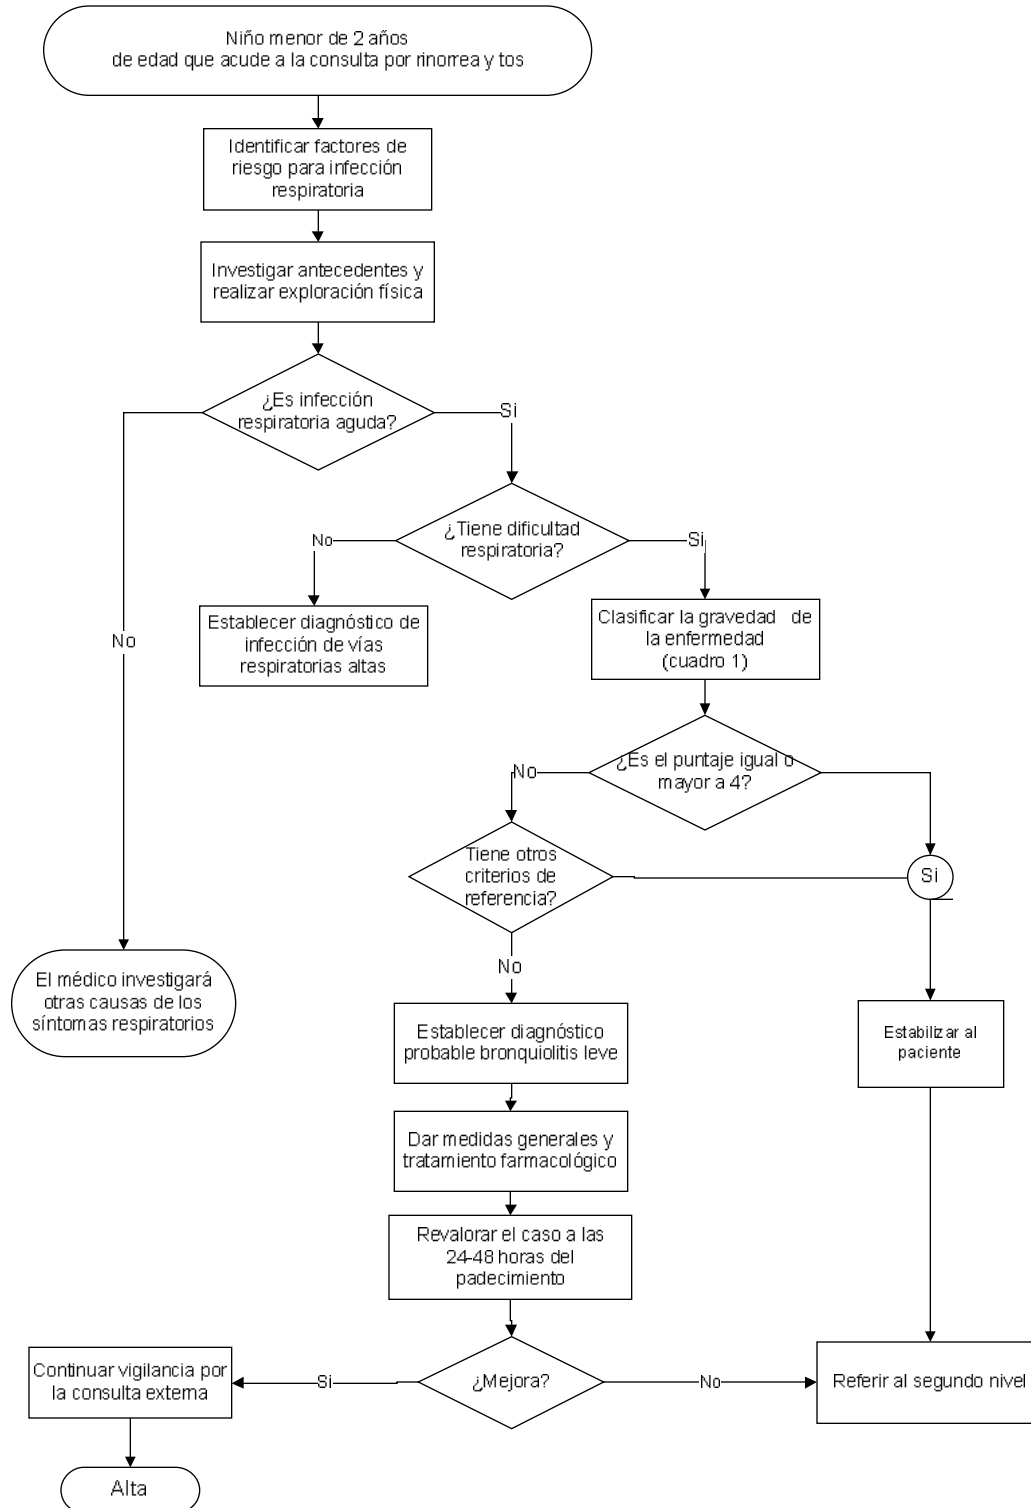 Niño menor de 2 años
de edad que acude a la consulta por rinorrea y tos
Identificar factores de
riesgo para infección
respiratoria
Investigar antecedentes y
realizar exploración física
¿Es infección
respiratoria aguda?
Si
¿Tiene dificultad
respiratoria?
No
Si
Establecer diagnóstico de
infección de vías
respiratorias altas
Clasificar la gravedad de
la enfermedad
(cuadro 1)
No
¿Es el puntaje igual o
mayor a 4?
No
Tiene otros
criterios de
referencia?
Si
No
El médico investigará
otras causas de los
síntomas respiratorios
Establecer diagnóstico
probable bronquiolitis leve
Estabilizar al
paciente
Dar medidas generales y
tratamiento farmacológico
Revalorar el caso a las
24-48 horas del
padecimiento
Continuar vigilancia por
la consulta externa
Si
¿Mejora?
No
Referir al segundo nivel
Alta